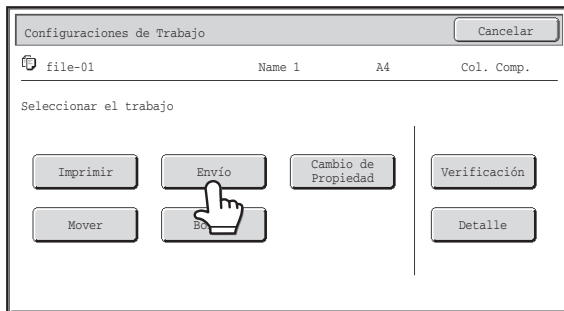 Configuraciones de Trabajo Cancelar
file-01 Name 1 A4 Col. Comp.
Seleccionar el trabajo
Imprimir Envío Cambio de Propiedad Verificación
Mover Detalle